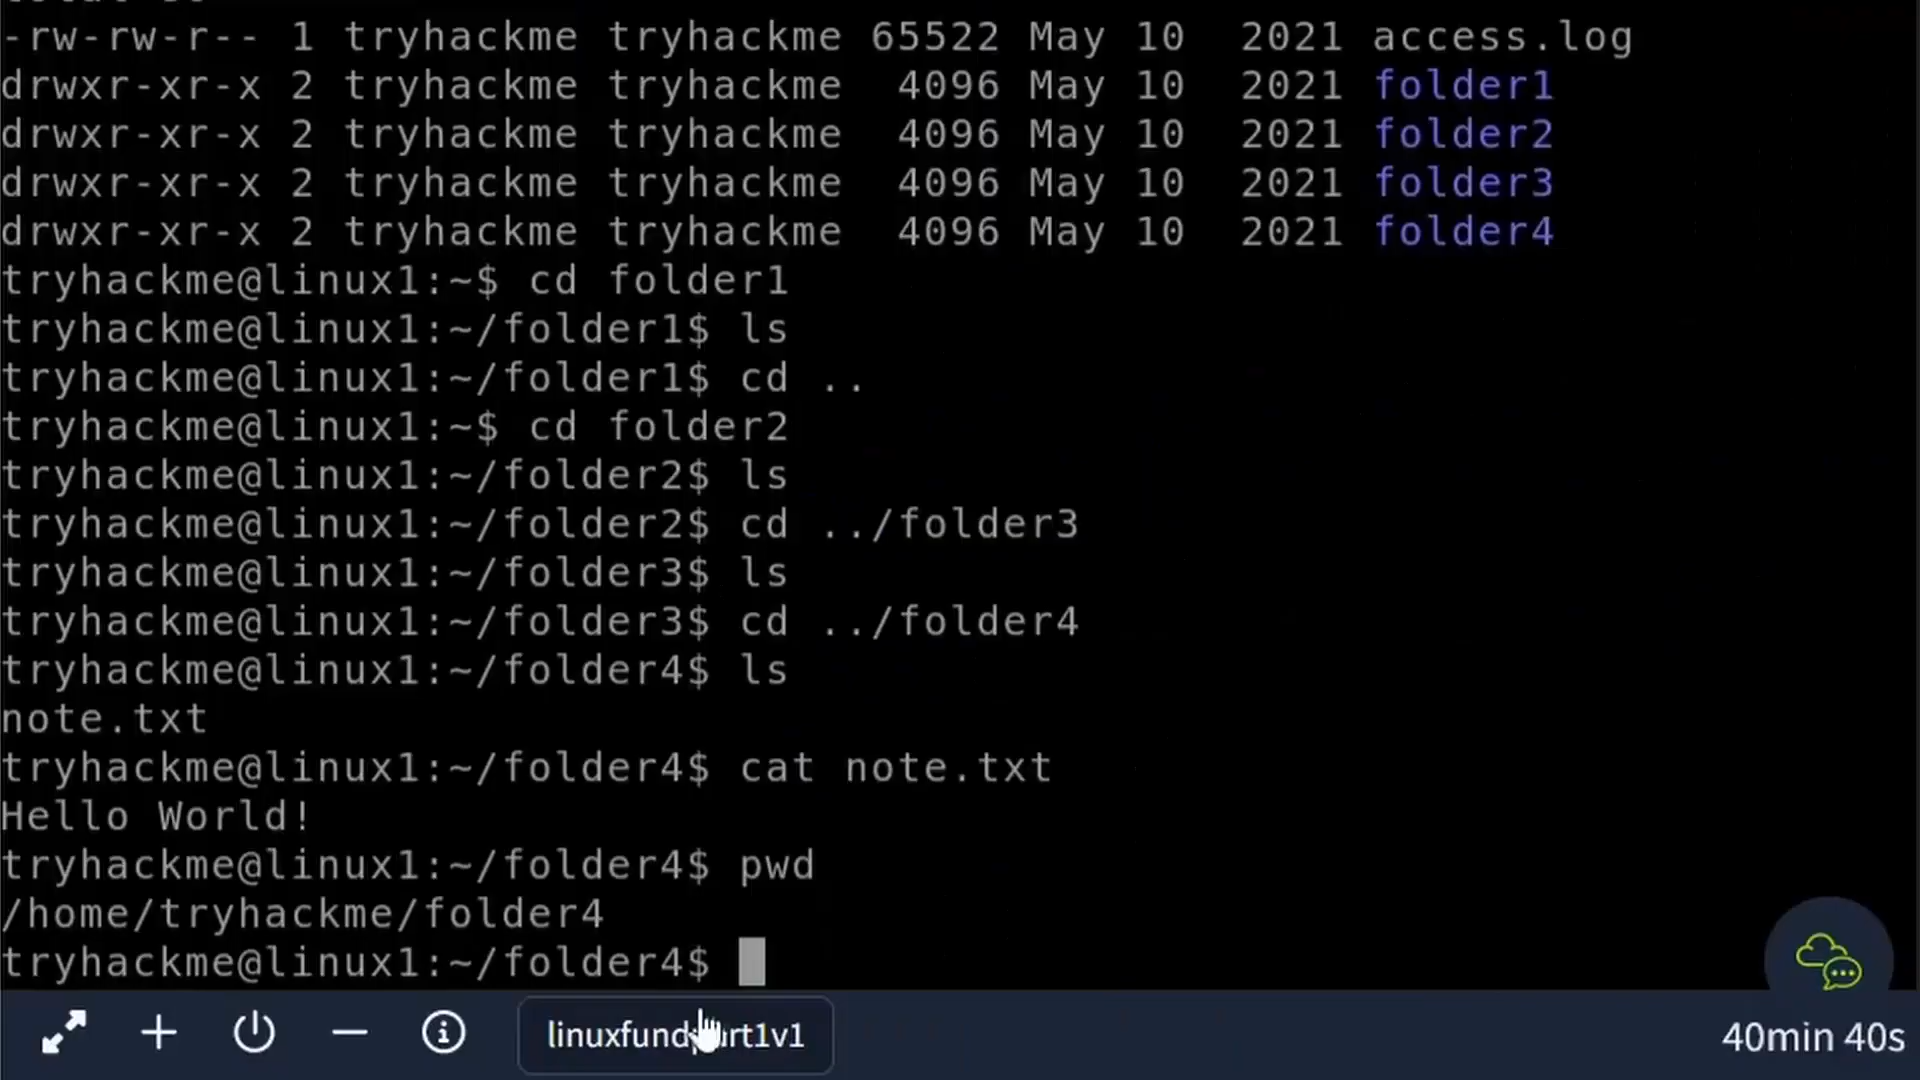 -rw-rw-r-- 1 tryhackme tryhackme 65522 May 10  2021 access.log
drwxr-xr-x 2 tryhackme tryhackme  4096 May 10  2021 folder1
drwxr-xr-x 2 tryhackme tryhackme  4096 May 10  2021 folder2
drwxr-xr-x 2 tryhackme tryhackme  4096 May 10  2021 folder3
drwxr-xr-x 2 tryhackme tryhackme  4096 May 10  2021 folder4
tryhackme@linux1:~$ cd folder1
tryhackme@linux1:~/folder1$ ls
tryhackme@linux1:~/folder1$ cd ..
tryhackme@linux1:~$ cd folder2
tryhackme@linux1:~/folder2$ ls
tryhackme@linux1:~/folder2$ cd ../folder3
tryhackme@linux1:~/folder3$ ls
tryhackme@linux1:~/folder3$ cd ../folder4
tryhackme@linux1:~/folder4$ ls
note.txt
tryhackme@linux1:~/folder4$ cat note.txt
Hello World!
tryhackme@linux1:~/folder4$ pwd
/home/tryhackme/folder4
tryhackme@linux1:~/folder4$
40min 40s